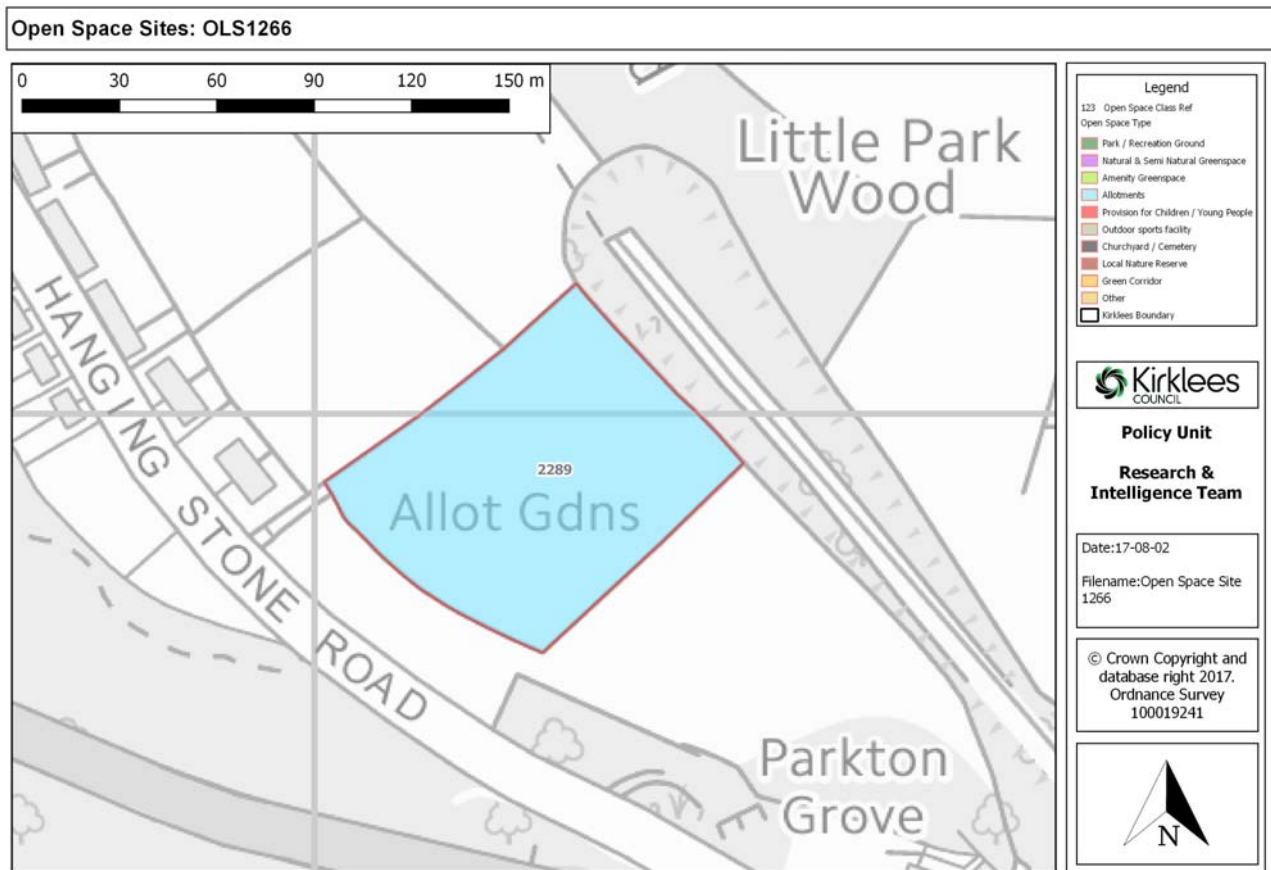 Open Space Sites: OLS1266
0 30 60 90 120 150 m
Little Park
Wood
HANGING STONE ROAD
2289
Allot Gdns
Parkton
Grove
Legend
123 Open Space Class Ref
Open Space Type
Park / Recreation Ground
Natural & Semi Natural Greenspace
Amenity Greenspace
Allotments
Provision for Children / Young People
Outdoor sports facility
Churchyard / Cemetery
Local Nature Reserve
Green Corridor
Other
Kirklees Boundary
Kirklees
COUNCIL
Policy Unit
Research &
Intelligence Team
Date:17-08-02
Filename:Open Space Site
1266
© Crown Copyright and
database right 2017.
Ordnance Survey
100019241
N